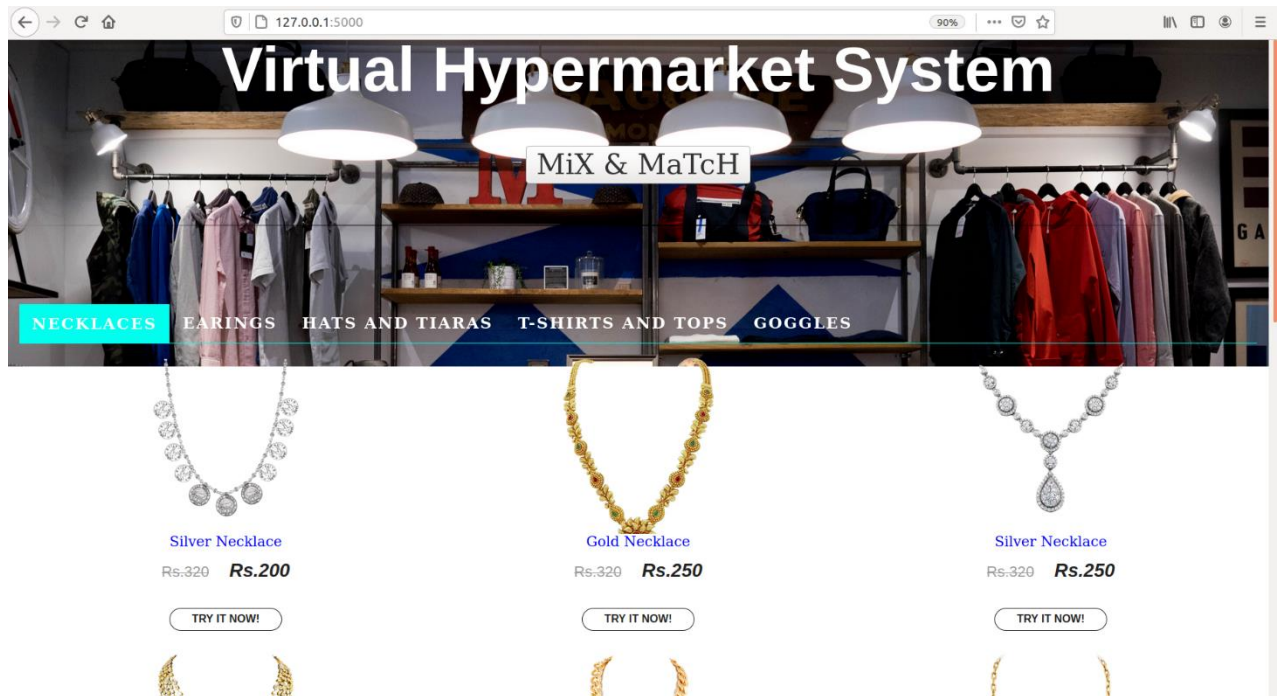 127.0.0.1:5000
90%
Virtual Hypermarket System
MiX & MaTcH
M
GA
NECKLACES EARINGS HATS AND TIARAS T-SHIRTS AND TOPS GOGGLES
Silver Necklace Gold Necklace Silver Necklace
Rs.320 Rs.200 Rs.320 Rs.250 Rs.320 Rs.250
TRY IT NOW! TRY IT NOW! TRY IT NOW!